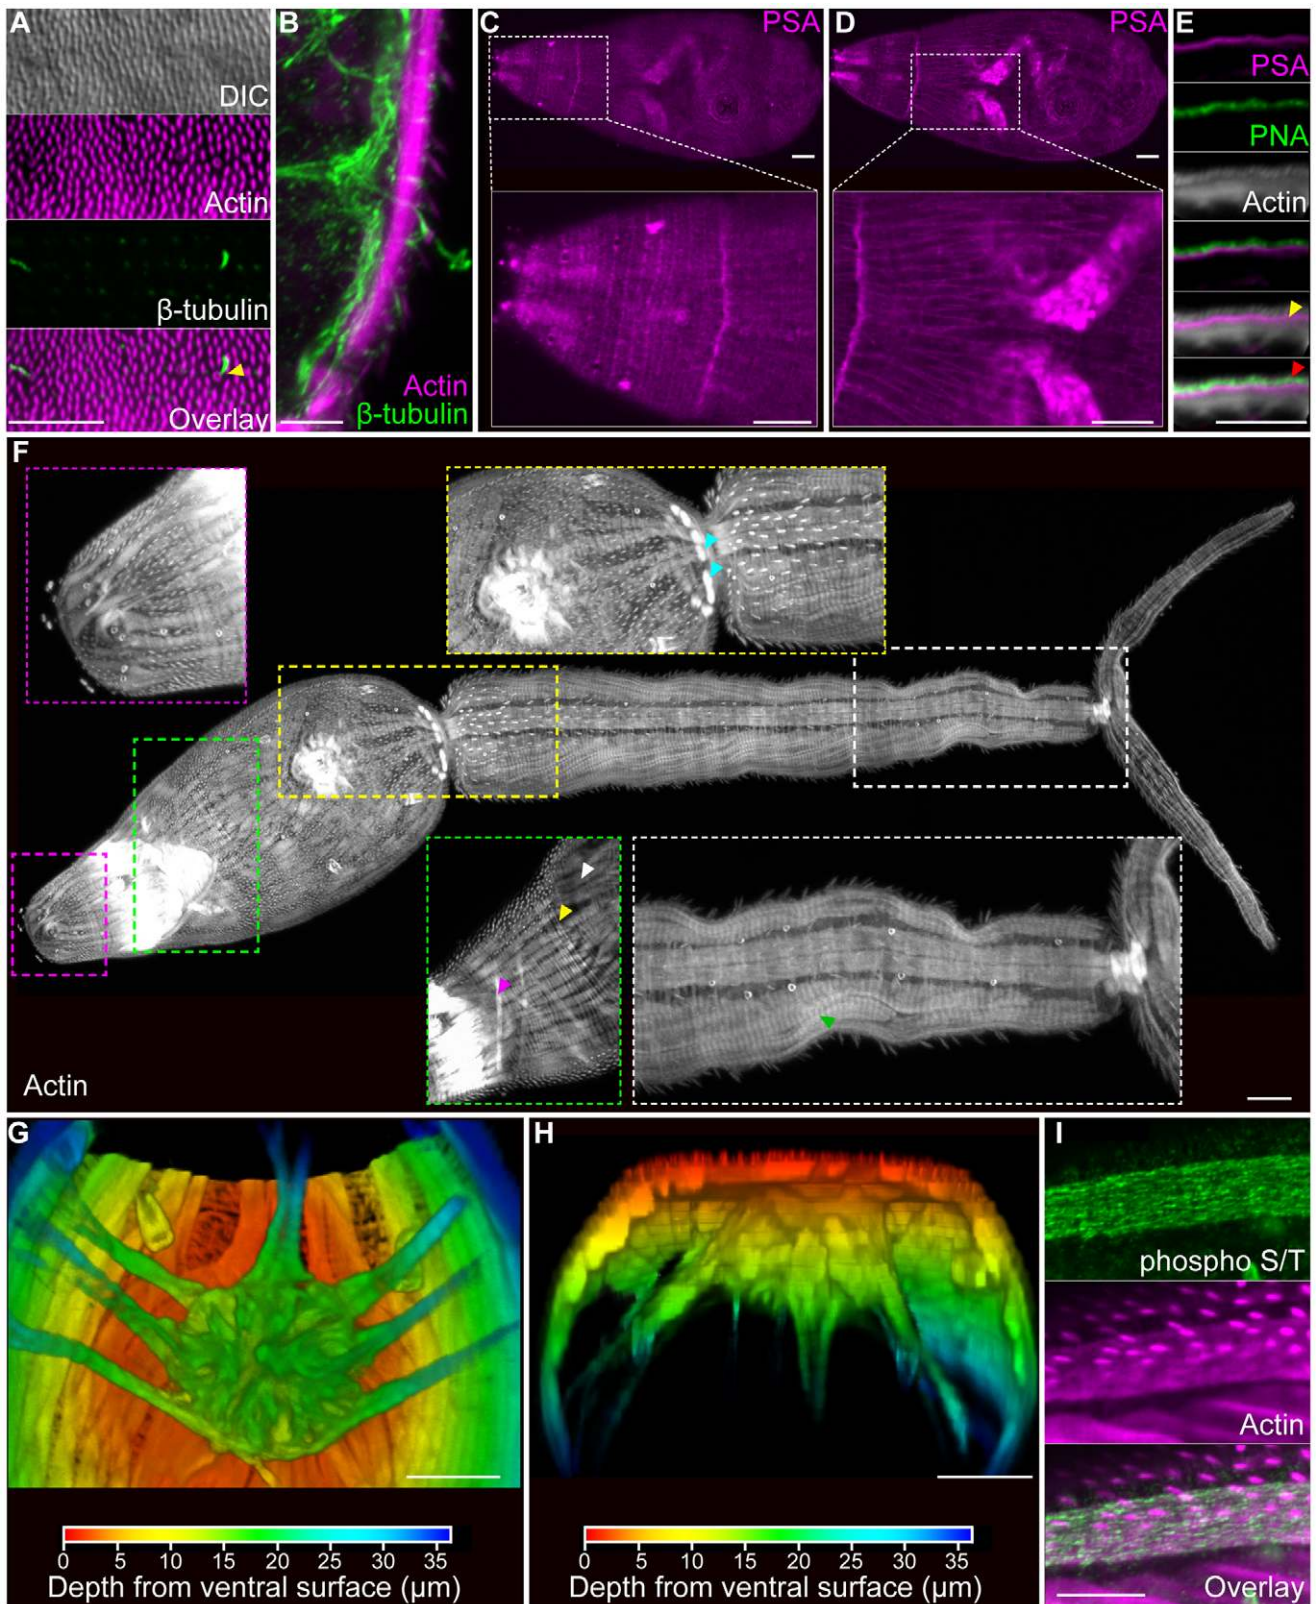 A
DIC
Actin
β-tubulin
Overlay
B
Actin
β-tubulin
C
PSA
D
PSA
E
PSA
PNA
Actin
F
Actin
G
0 5 10 15 20 25 30 35
Depth from ventral surface (μm)
H
0 5 10 15 20 25 30 35
Depth from ventral surface (μm)
I
phospho S/T
Actin
Overlay